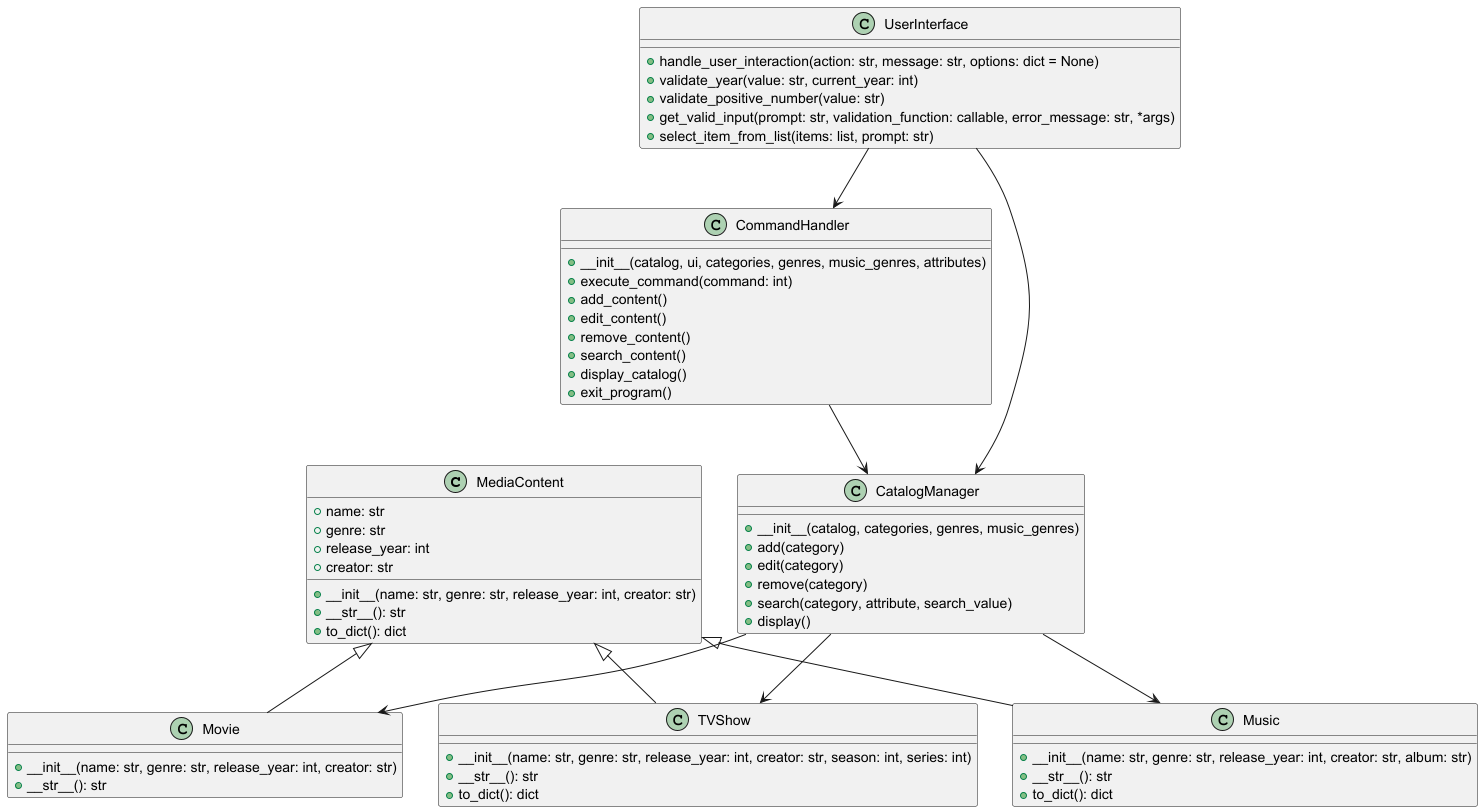 C UserInterface
handle_user_interaction(action: str, message: str, options: dict = None)
validate_year(value: str, current_year: int)
validate_positive_number(value: str)
get_valid_input(prompt: str, validation_function: callable, error_message: str, *args)
select_item_from_list(items: list, prompt: str)
C CommandHandler
__init__(catalog, ui, categories, genres, music_genres, attributes)
execute_command(command: int)
add_content()
edit_content()
remove_content()
search_content()
display_catalog()
exit_program()
C MediaContent
name: str
genre: str
release_year: int
creator: str
__init__(name: str, genre: str, release_year: int, creator: str)
__str__(): str
to_dict(): dict
C CatalogManager
__init__(catalog, categories, genres, music_genres)
add(category)
edit(category)
remove(category)
search(category, attribute, search_value)
display()
C Movie
__init__(name: str, genre: str, release_year: int, creator: str)
__str__(): str
C TVShow
__init__(name: str, genre: str, release_year: int, creator: str, season: int, series: int)
__str__(): str
to_dict(): dict
C Music
__init__(name: str, genre: str, release_year: int, creator: str, album: str)
__str__(): str
to_dict(): dict